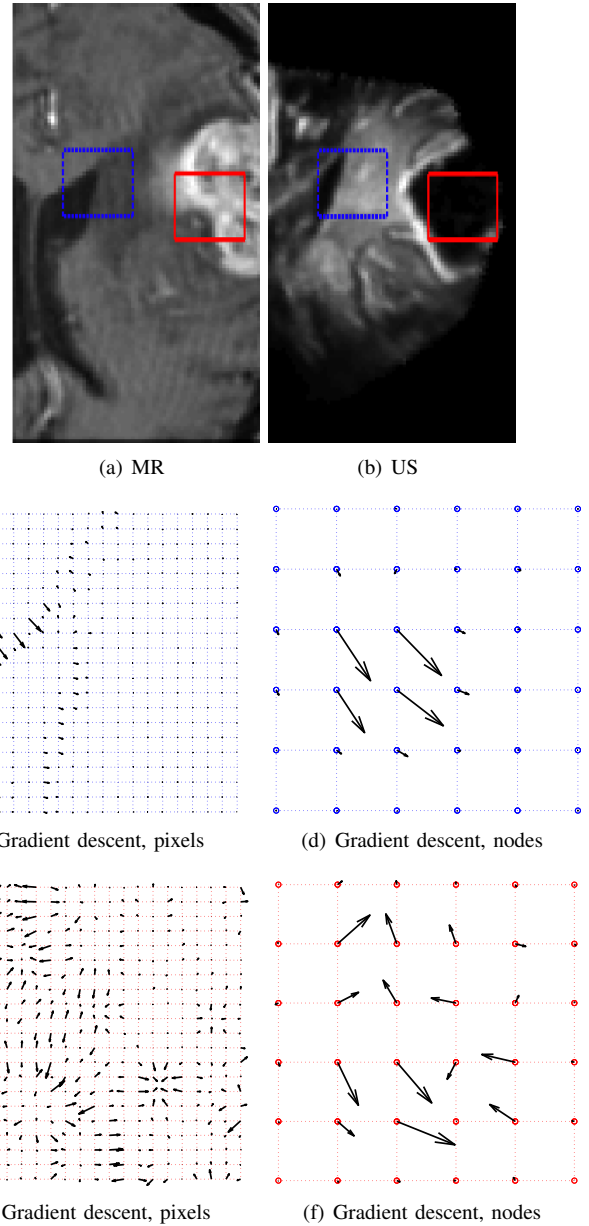 (a) MR
(b) US
Gradient descent, pixels
(d) Gradient descent, nodes
Gradient descent, pixels
(f) Gradient descent, nodes